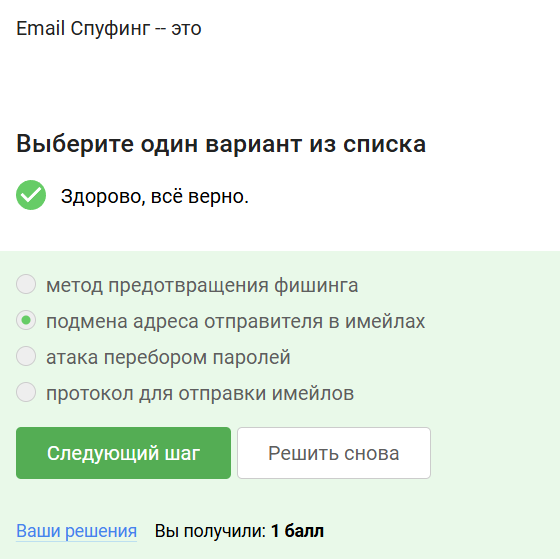 Email Спуфинг -- это
Выберите один вариант из списка
Здорово, всё верно.
метод предотвращения фишинга
подмена адреса отправителя в имейлах
атака перебором паролей
протокол для отправки имейлов
Следующий шаг
Решить снова
Ваши решения Вы получили: 1 балл